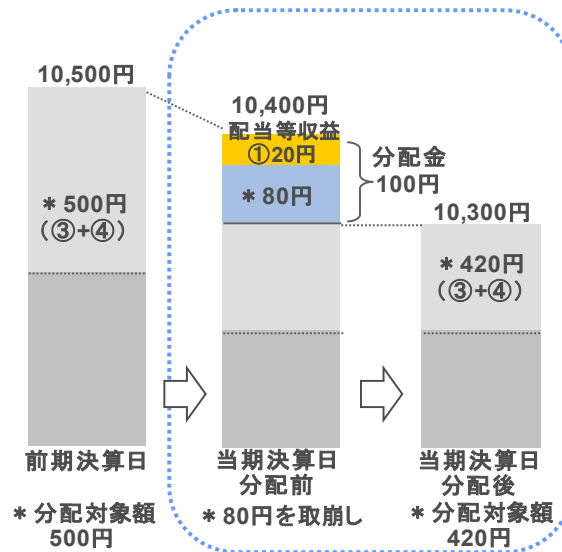 10,500円
＊500円
（③+④）
前期決算日
＊分配対象額
500円
10,400円
配当等収益
①20円
＊80円
分配金
100円
当期決算日
分配前
＊80円を取崩し
10,300円
＊420円
（③+④）
当期決算日
分配後
＊分配対象額
420円